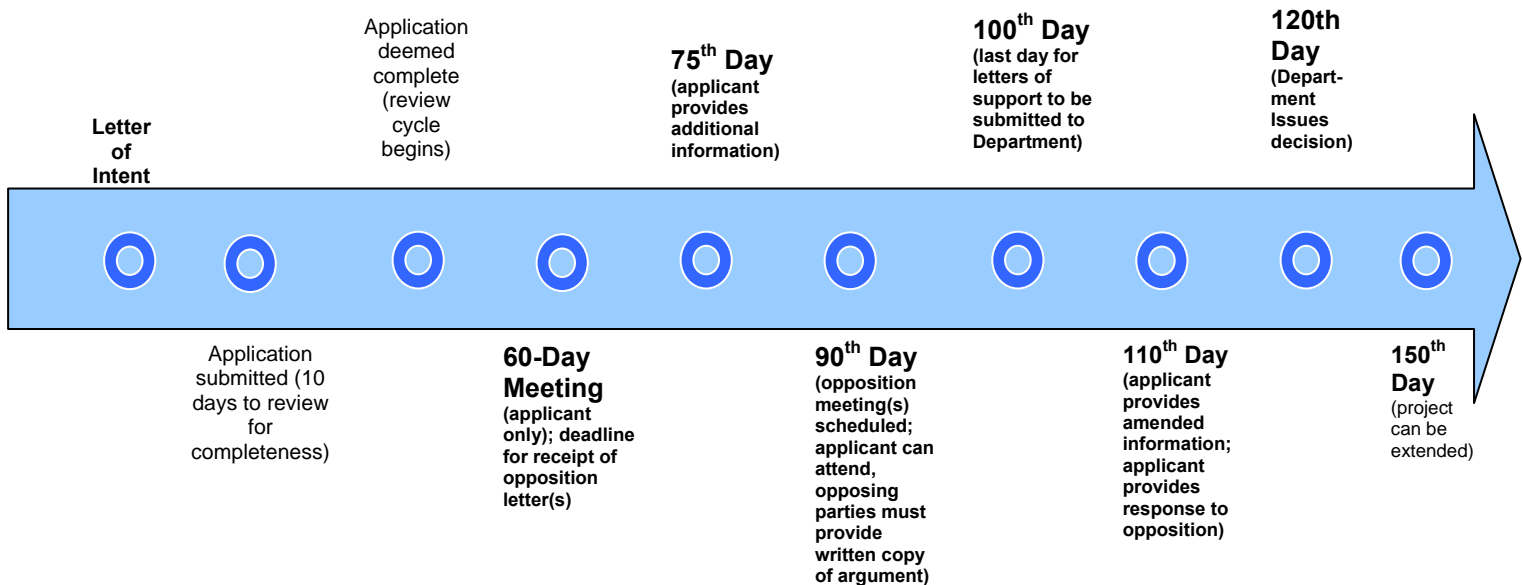 Letter
of
Intent
Application
submitted (10
days to review
for
completeness)
Application
deemed
complete
(review
cycle
begins)
60-Day
Meeting
(applicant
only); deadline
for receipt of
opposition
letter(s)
75th Day
(applicant
provides
additional
information)
90th Day
(opposition
meeting(s)
scheduled;
applicant can
attend,
opposing
parties must
provide
written copy
of argument)
100th Day
(last day for
letters of
support to be
submitted to
Department)
110th Day
(applicant
provides
amended
information;
applicant
provides
response to
opposition)
120th
Day
(Depart-
ment
Issues
decision)
150th
Day
(project
can be
extended)